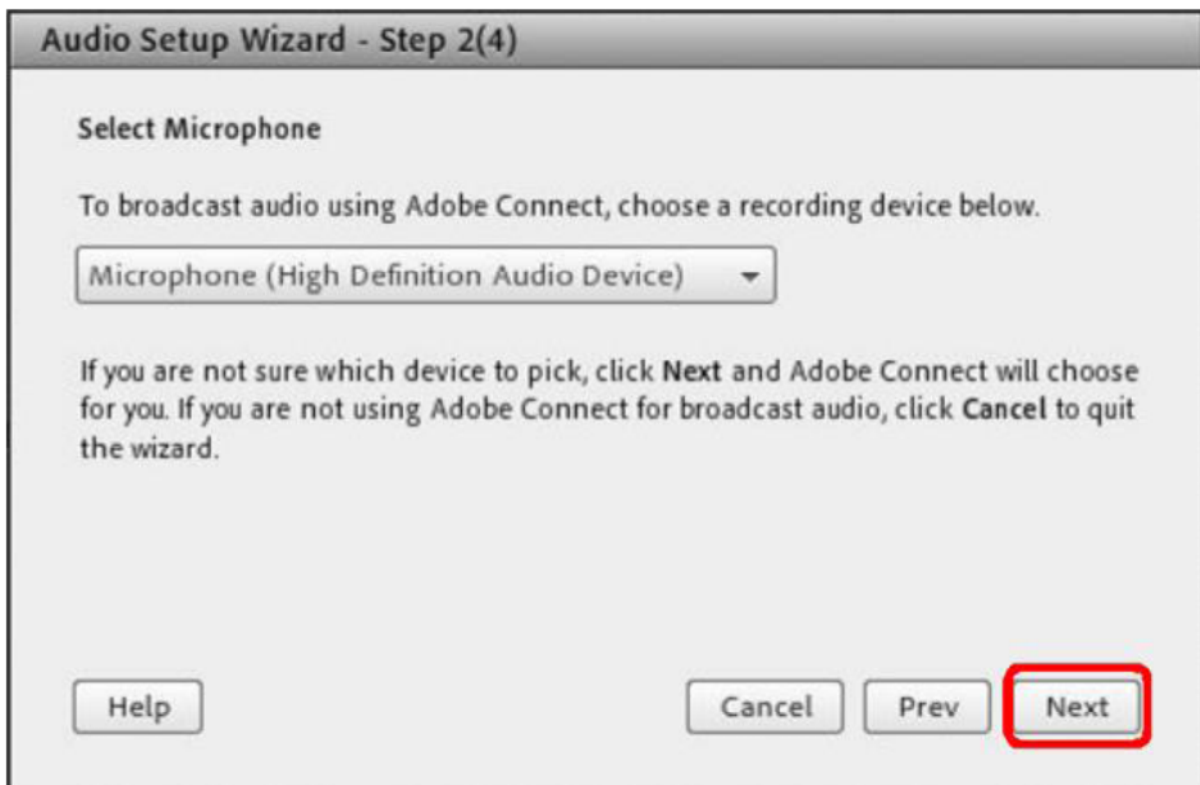 Audio Setup Wizard - Step 2(4)
Select Microphone
To broadcast audio using Adobe Connect, choose a recording device below.
Microphone (High Definition Audio Device)
If you are not sure which device to pick, click Next and Adobe Connect will choose
for you. If you are not using Adobe Connect for broadcast audio, click Cancel to quit
the wizard.
Help Cancel Prev Next